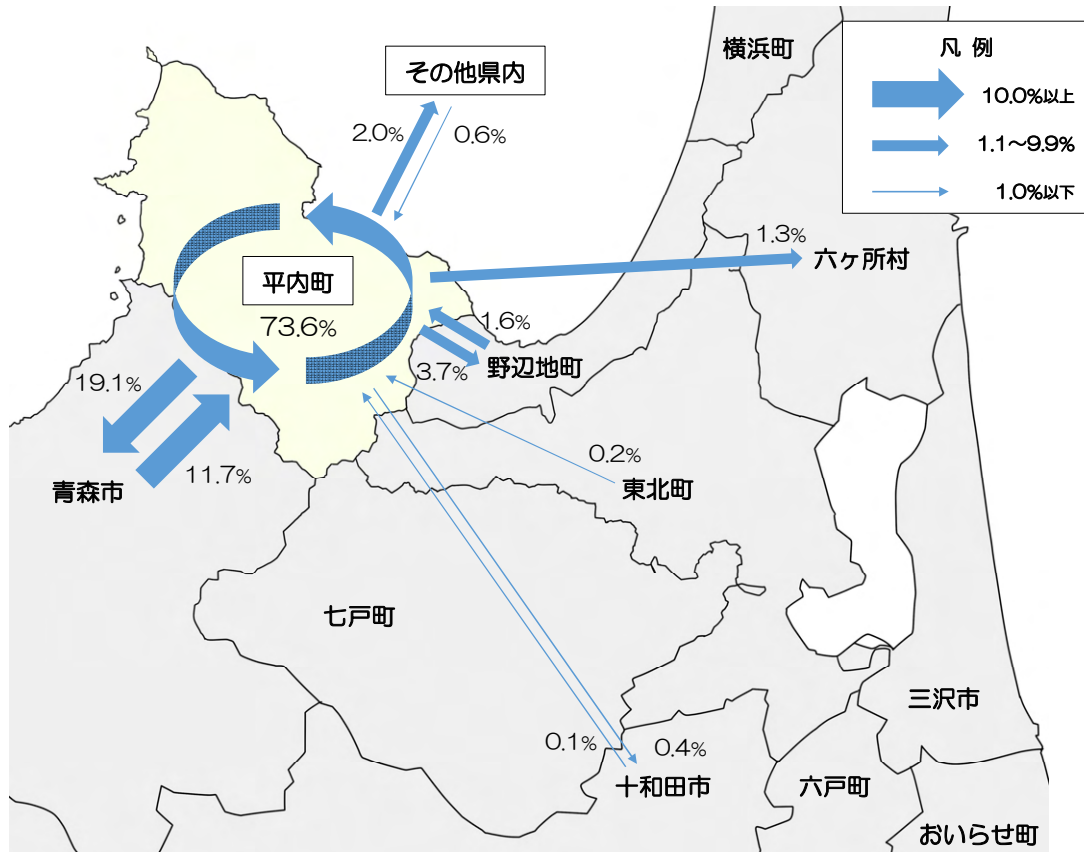 横浜町
凡 例
10.0%以上
1.1～9.9%
1.0%以下
その他県内
2.0%
0.6%
1.3%
六ヶ所村
平内町
73.6%
1.6%
3.7%
野辺地町
19.1%
11.7%
青森市
0.2%
東北町
七戸町
三沢市
0.1%
0.4%
十和田市
六戸町
おいらせ町